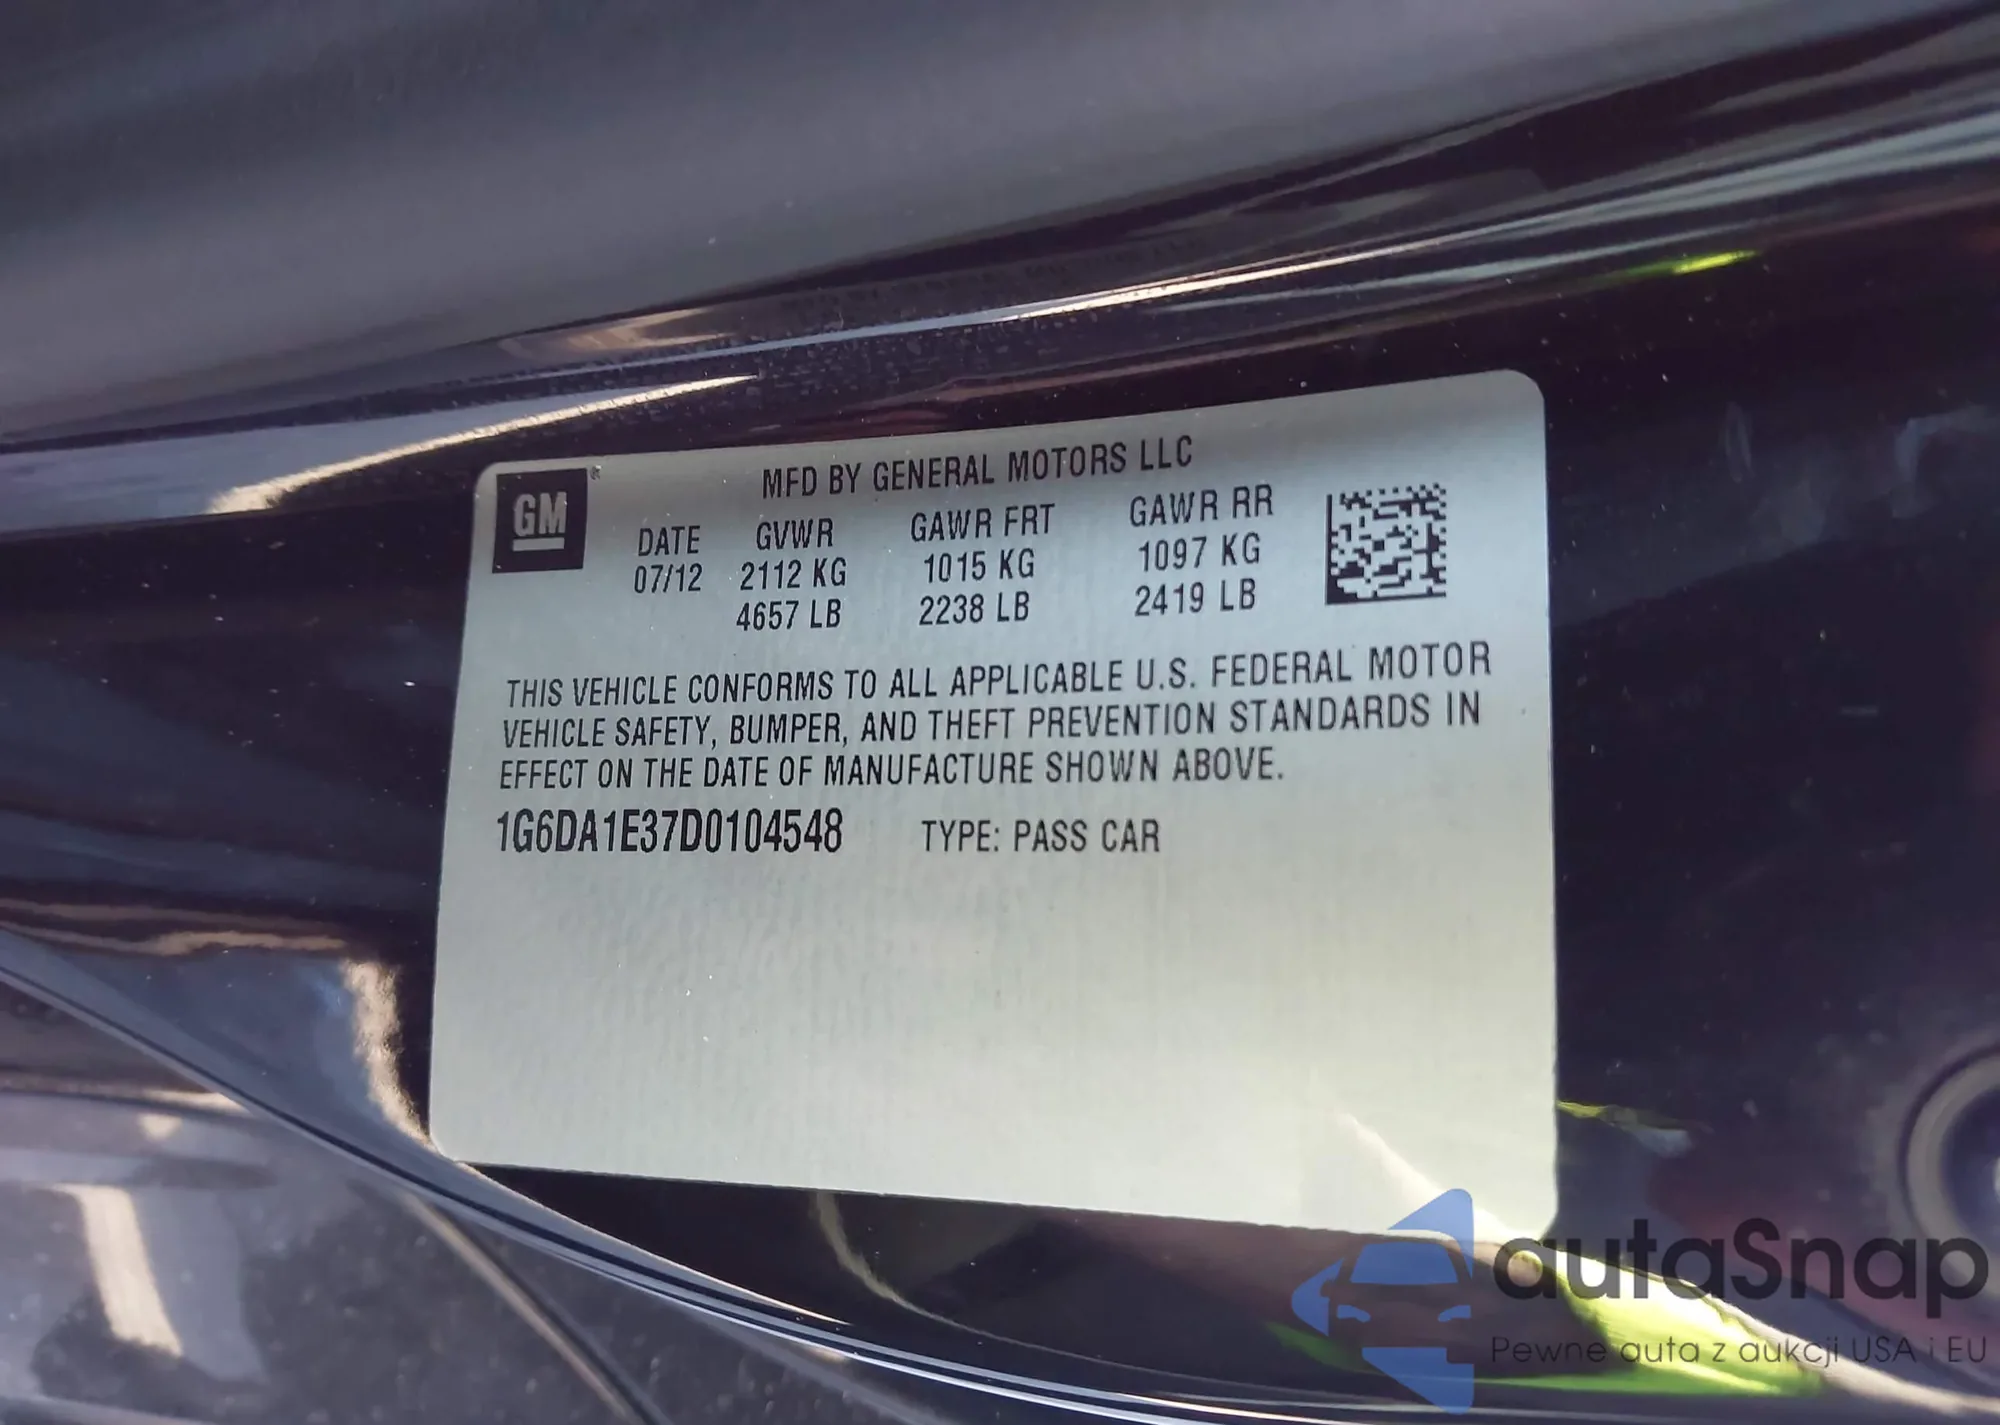 GM
MFD BY GENERAL MOTORS LLC
DATE GVWR GAWR FRT GAWR RR
07/12 2112 KG 1015 KG 1097 KG
4657 LB 2238 LB 2419 LB
THIS VEHICLE CONFORMS TO ALL APPLICABLE U.S. FEDERAL MOTOR
VEHICLE SAFETY, BUMPER, AND THEFT PREVENTION STANDARDS IN
EFFECT ON THE DATE OF MANUFACTURE SHOWN ABOVE.
1G6DA1E37D0104548 TYPE: PASS CAR
autaSnap
Pewne auta z aukcji USA i EU